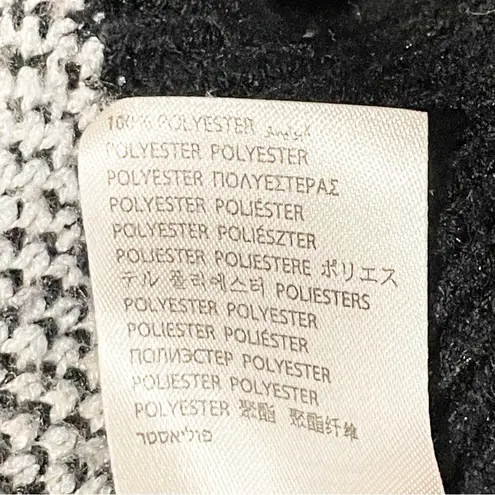 100% POLYESTER بوليستر
POLYESTER POLYESTER
POLYESTER ΠΟΛΥΕΣΤΕΡΑΣ
POLYESTER POLIÉSTER
POLYESTER POLIÉSZTER
POLIESTER POLIESTERE ポリエス
テル 폴리에스터 POLIESTERS
POLYESTER POLYESTER
POLIESTER POLIÉSTER
ПОЛИЭСТЕР POLYESTER
POLIESTER POLYESTER
POLYESTER 聚酯 聚酯纤维
פוליאסטר